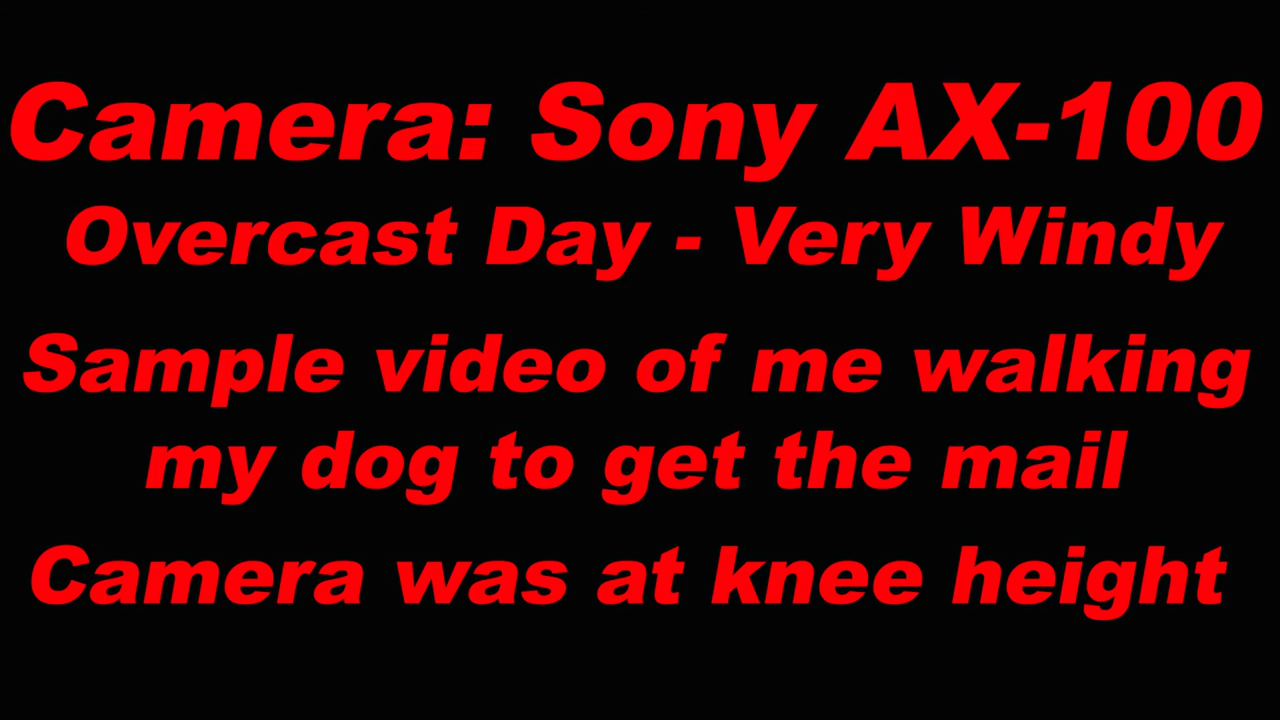 Camera: Sony AX-100
Overcast Day - Very Windy
Sample video of me walking
my dog to get the mail
Camera was at knee height